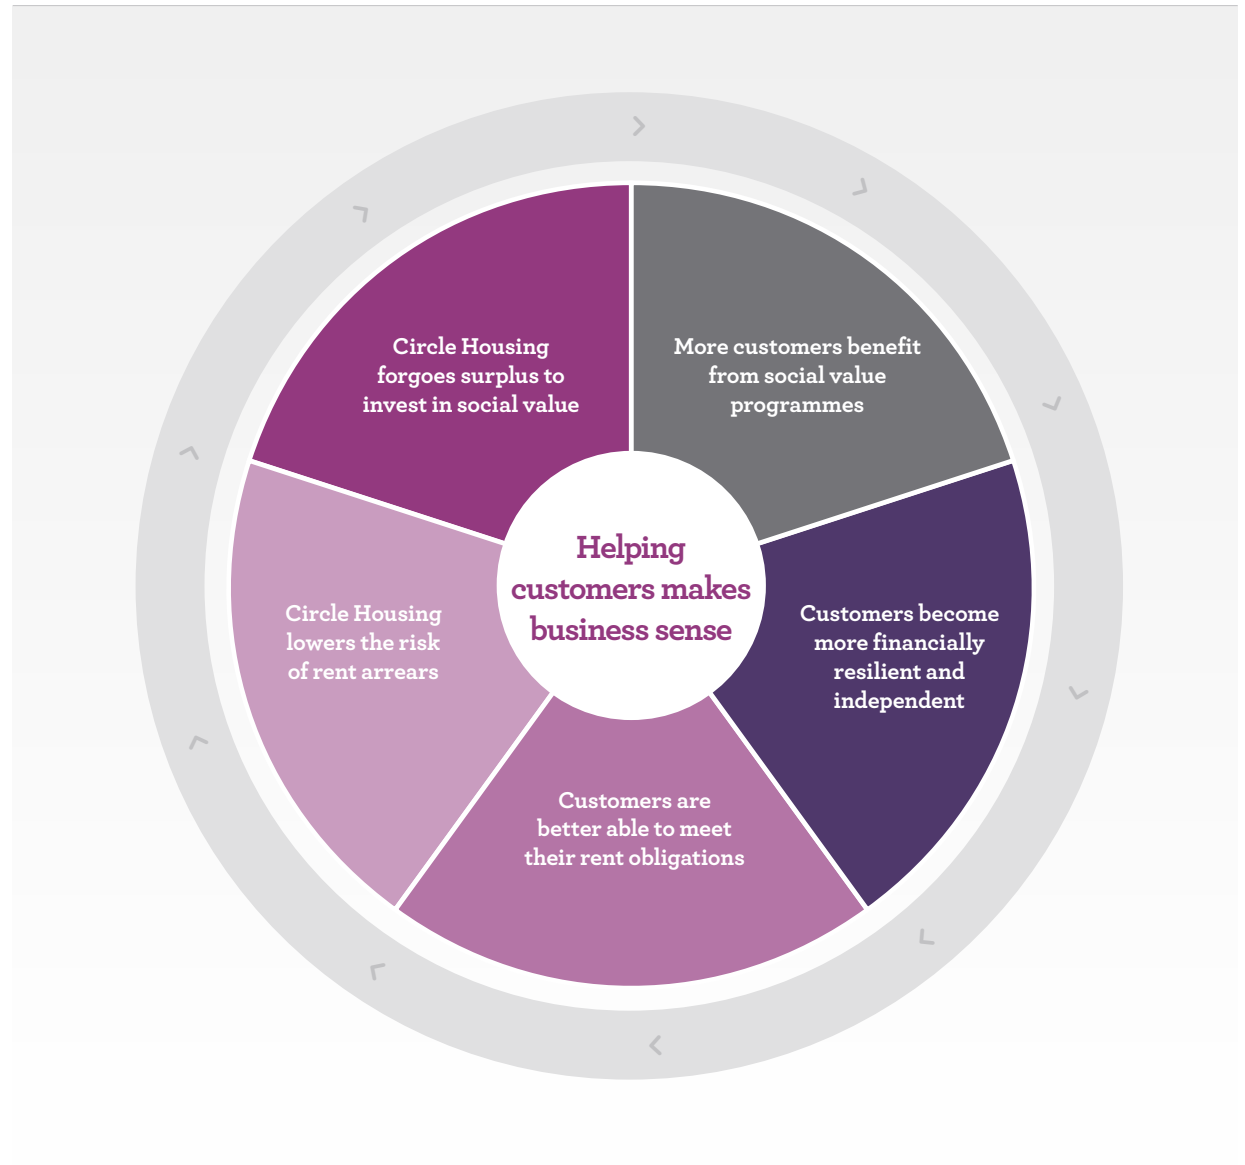 Circle Housing
forgoes surplus to
invest in social value
More customers benefit
from social value
programmes
Helping
customers makes
business sense
Circle Housing
lowers the risk
of rent arrears
Customers become
more financially
resilient and
independent
Customers are
better able to meet
their rent obligations